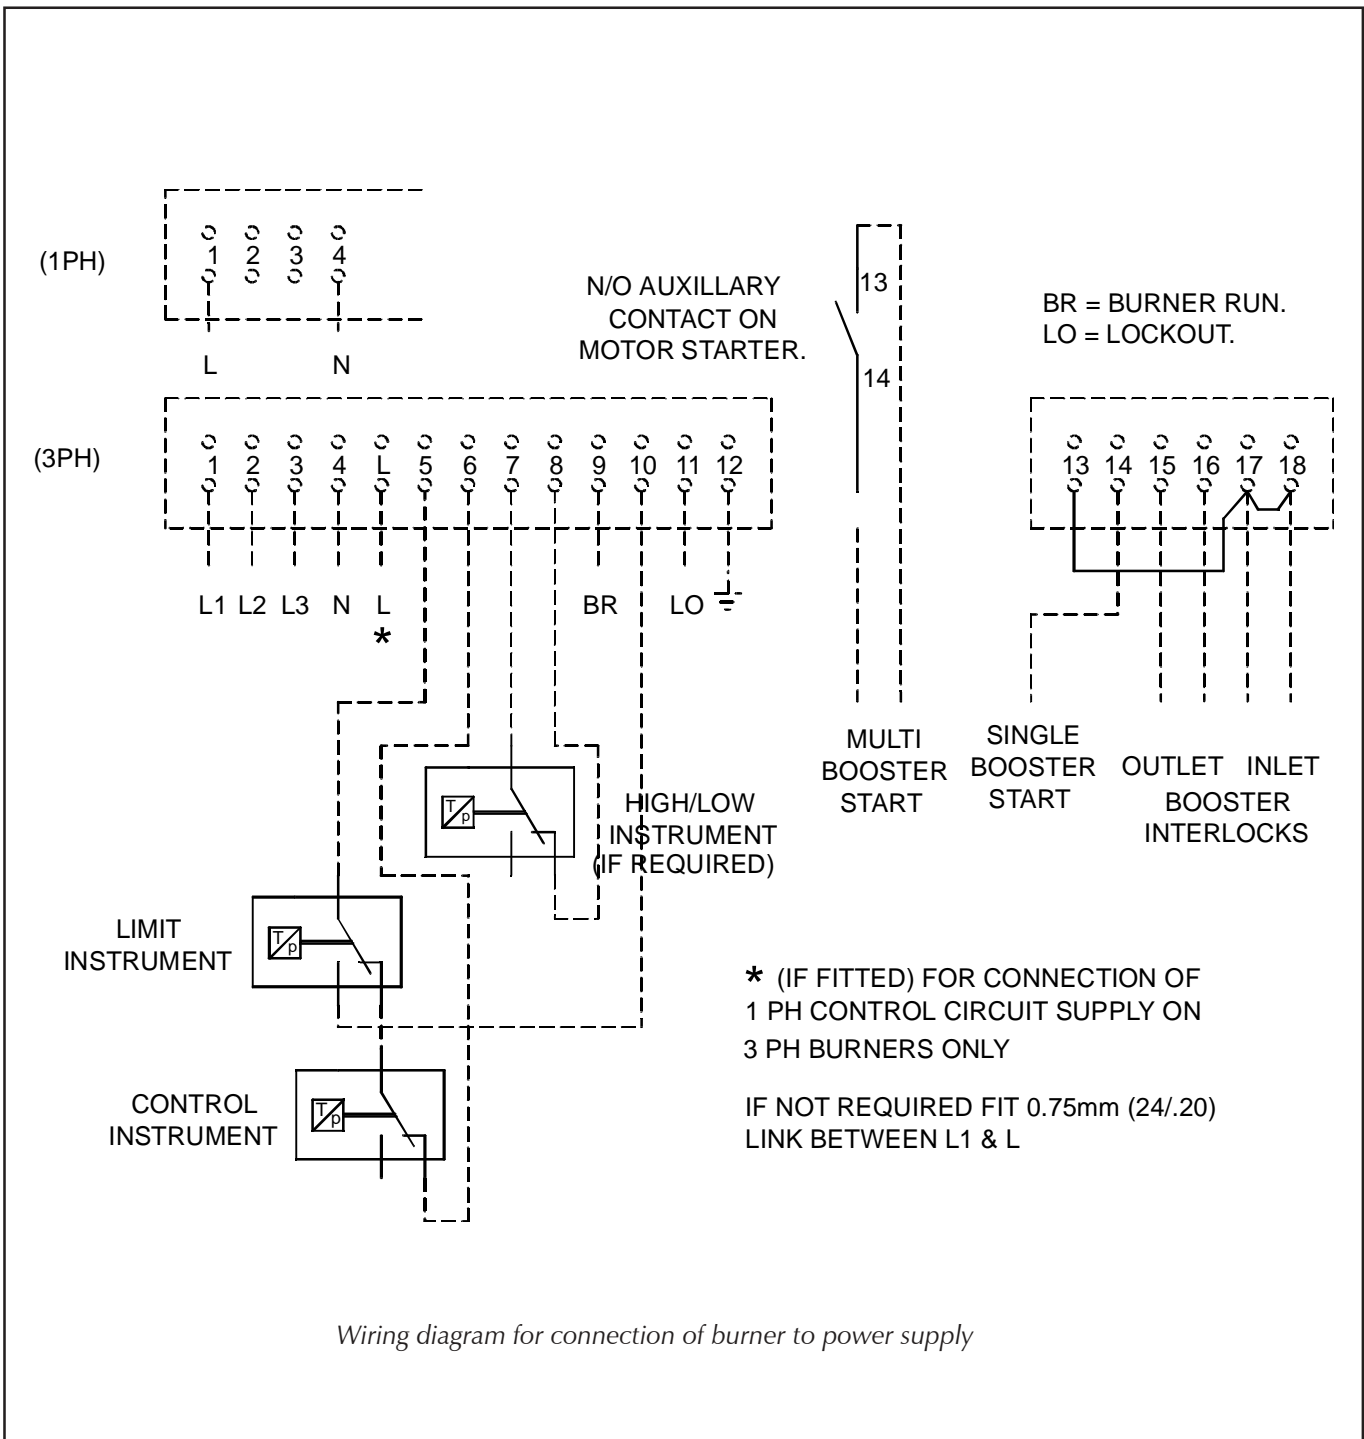 (1PH)
1 2 3 4
L N
N/O AUXILLARY
CONTACT ON
MOTOR STARTER.
13
14
BR = BURNER RUN.
LO = LOCKOUT.
(3PH)
1 2 3 4 L 5 6 7 8 9 10 11 12
13 14 15 16 17 18
L1 L2 L3 N L BR LO
*
MULTI
BOOSTER
START
SINGLE
BOOSTER
START
OUTLET INLET
BOOSTER
INTERLOCKS
T p
HIGH/LOW
INSTRUMENT
(IF REQUIRED)
LIMIT
INSTRUMENT
T p
* (IF FITTED) FOR CONNECTION OF
1 PH CONTROL CIRCUIT SUPPLY ON
3 PH BURNERS ONLY
CONTROL
INSTRUMENT
T p
IF NOT REQUIRED FIT 0.75mm (24/.20)
LINK BETWEEN L1 & L
Wiring diagram for connection of burner to power supply